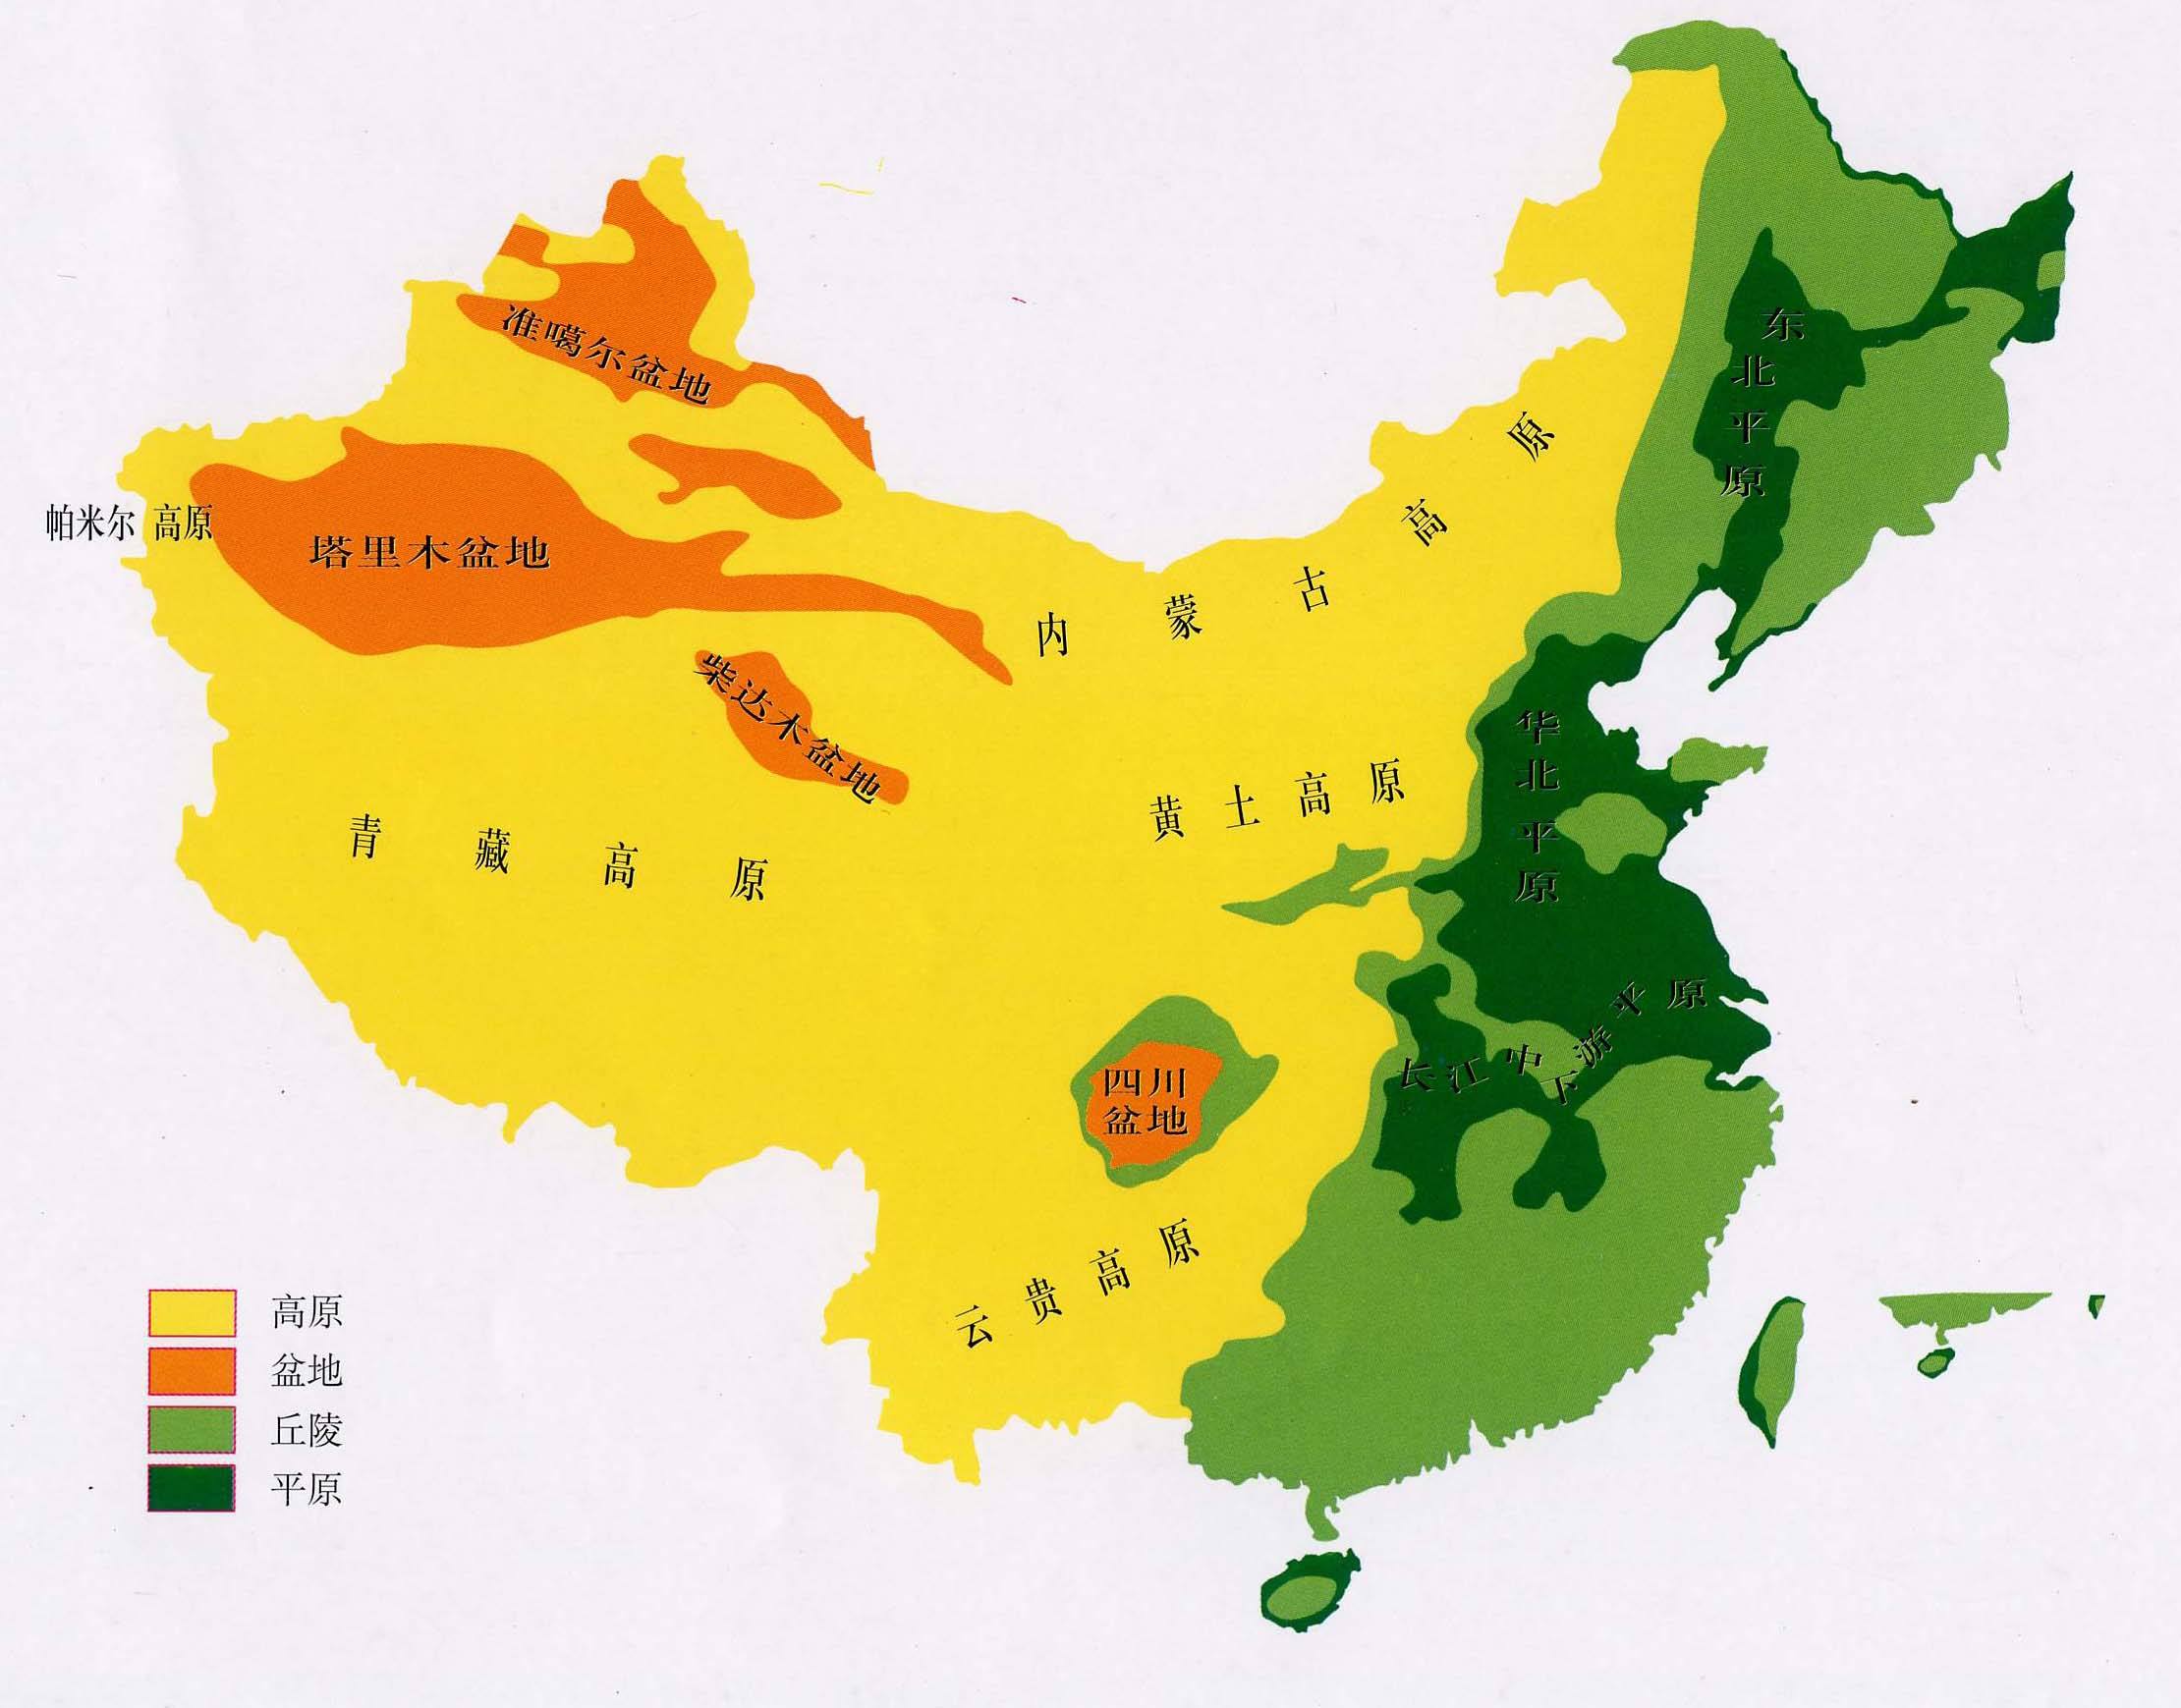 准噶尔盆地
东北平原
内蒙古高原
帕米尔 高原
塔里木盆地
柴达木盆地
华北平原
黄土高原
青藏高原
长江中下游平原
四川
盆地
云贵高原
高原
盆地
丘陵
平原